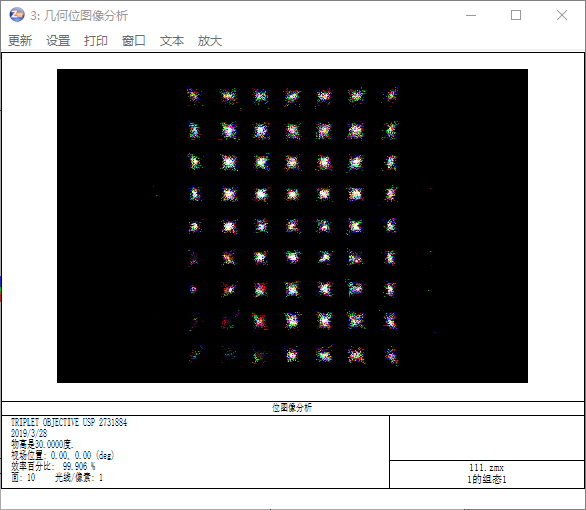 3: 几何位图像分析
更新 设置 打印 窗口 文本 放大
位图像分析
TRIPLET OBJECTIVE USP 2731884
2019/3/28
物高是30.0000度.
视场位置: 0.00, 0.00 (deg)
效率百分比: 99.906 %
面: 10 光线/像素: 1
111.zmx
1的组态1